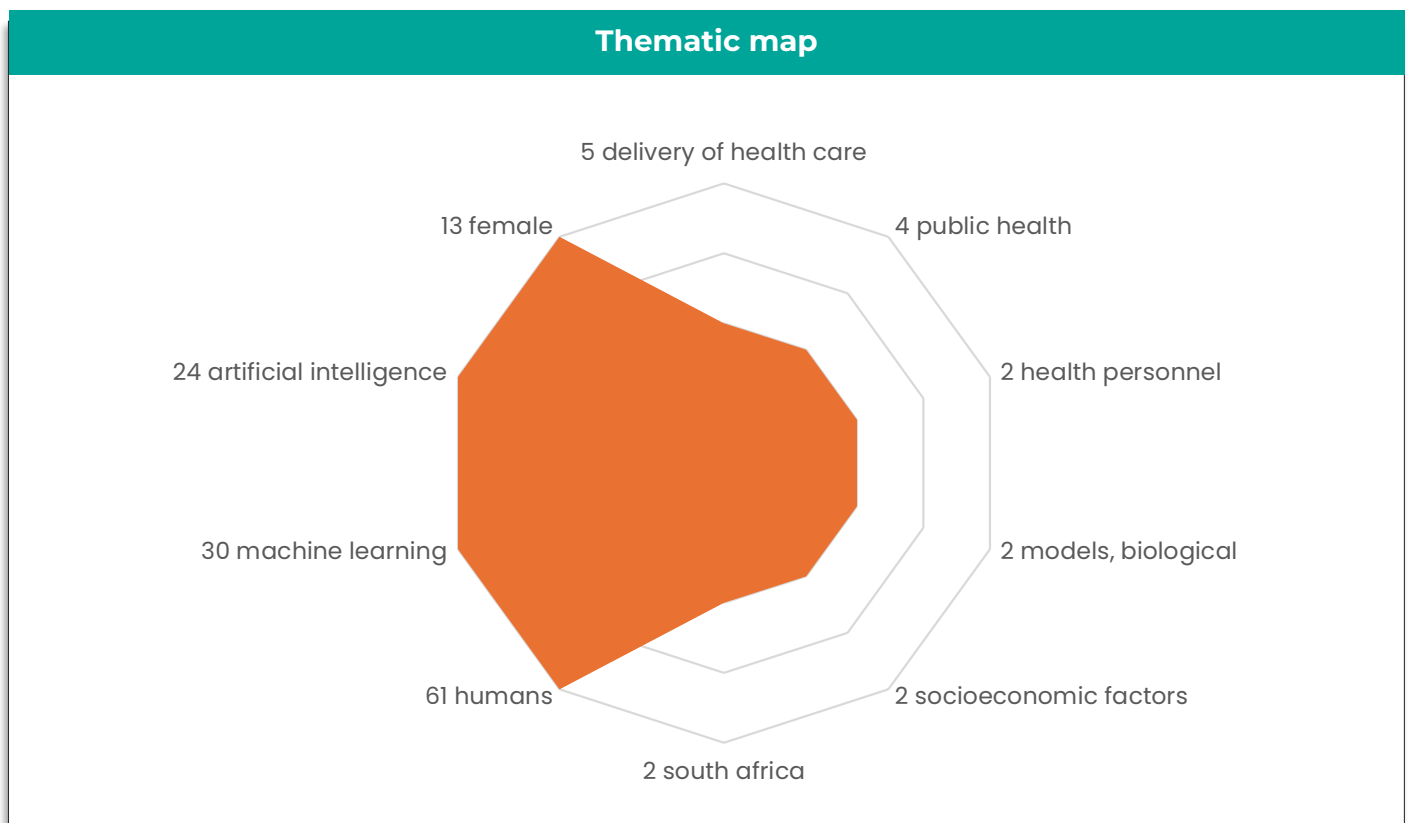 Thematic map
5 delivery of health care
13 female
4 public health
24 artificial intelligence
2 health personnel
30 machine learning
2 models, biological
61 humans
2 socioeconomic factors
2 south africa